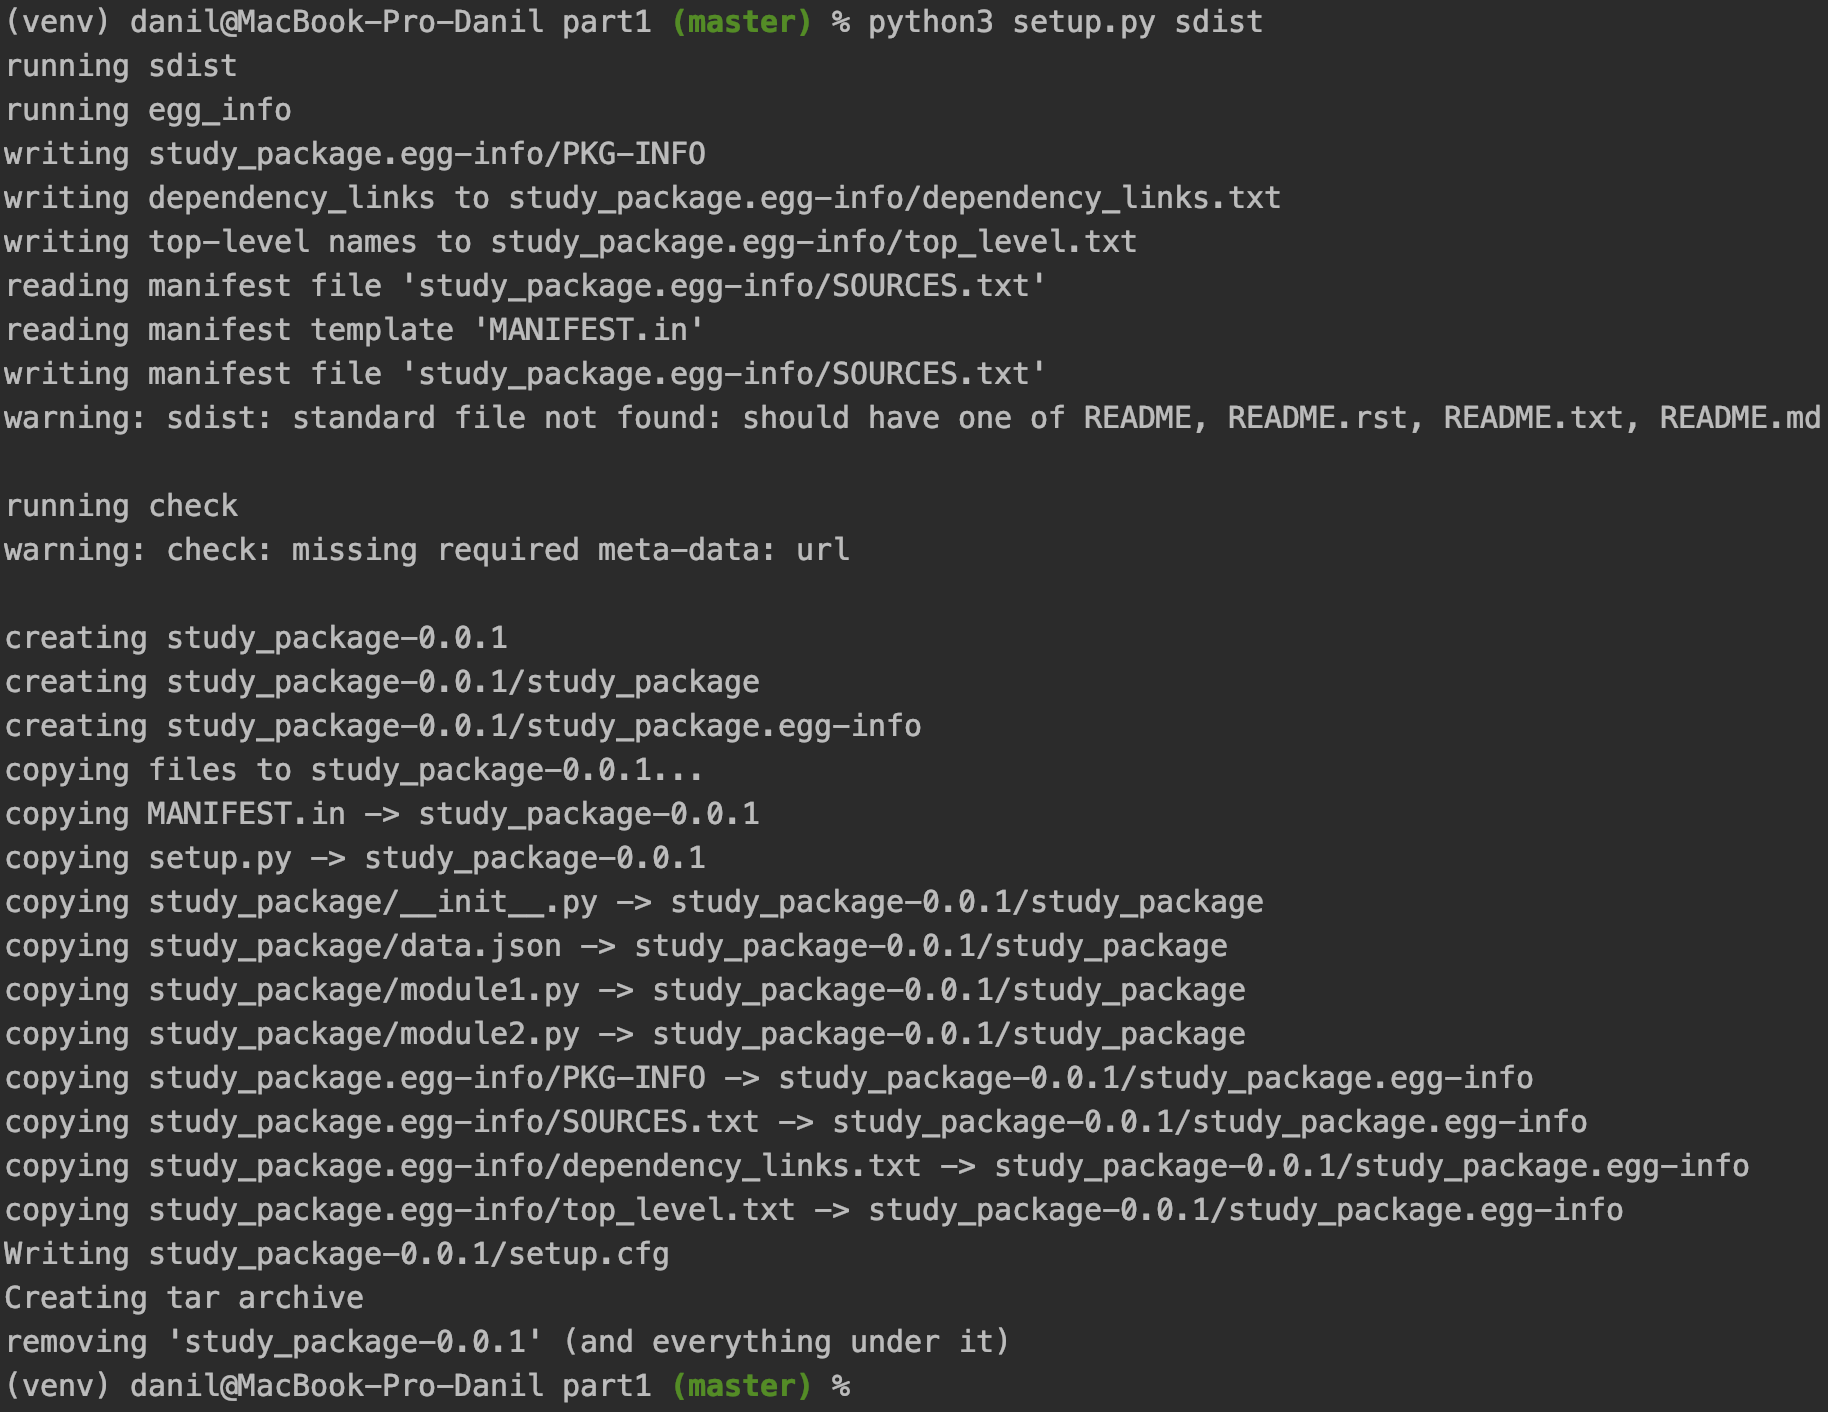 (venv) danil@MacBook-Pro-Danil part1 (master) % python3 setup.py sdist
running sdist
running egg_info
writing study_package.egg-info/PKG-INFO
writing dependency_links to study_package.egg-info/dependency_links.txt
writing top-level names to study_package.egg-info/top_level.txt
reading manifest file 'study_package.egg-info/SOURCES.txt'
reading manifest template 'MANIFEST.in'
writing manifest file 'study_package.egg-info/SOURCES.txt'
warning: sdist: standard file not found: should have one of README, README.rst, README.txt, README.md
running check
warning: check: missing required meta-data: url
creating study_package-0.0.1
creating study_package-0.0.1/study_package
creating study_package-0.0.1/study_package.egg-info
copying files to study_package-0.0.1...
copying MANIFEST.in -> study_package-0.0.1
copying setup.py -> study_package-0.0.1
copying study_package/__init__.py -> study_package-0.0.1/study_package
copying study_package/data.json -> study_package-0.0.1/study_package
copying study_package/module1.py -> study_package-0.0.1/study_package
copying study_package/module2.py -> study_package-0.0.1/study_package
copying study_package.egg-info/PKG-INFO -> study_package-0.0.1/study_package.egg-info
copying study_package.egg-info/SOURCES.txt -> study_package-0.0.1/study_package.egg-info
copying study_package.egg-info/dependency_links.txt -> study_package-0.0.1/study_package.egg-info
copying study_package.egg-info/top_level.txt -> study_package-0.0.1/study_package.egg-info
Writing study_package-0.0.1/setup.cfg
Creating tar archive
removing 'study_package-0.0.1' (and everything under it)
(venv) danil@MacBook-Pro-Danil part1 (master) %